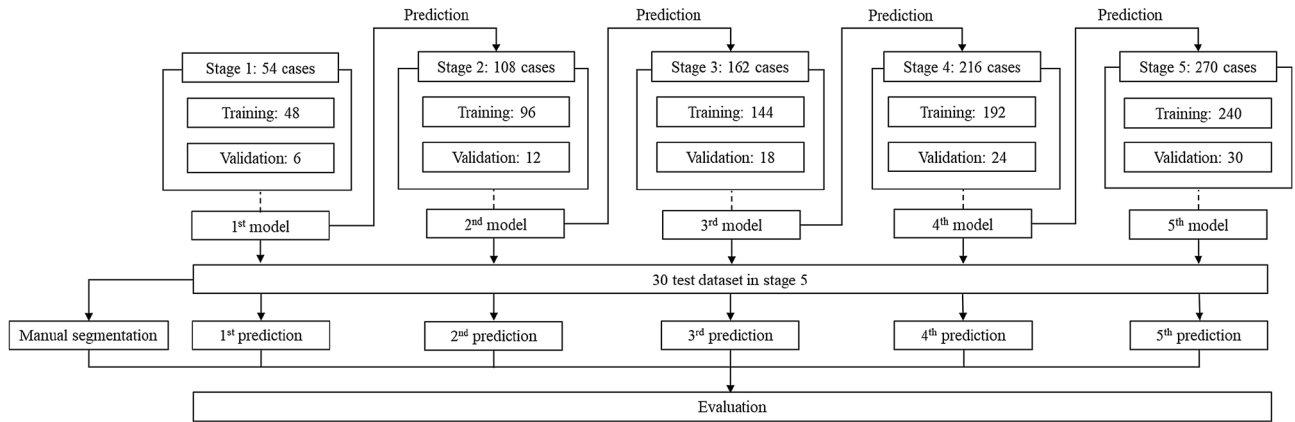 Prediction
Prediction
Prediction
Prediction
Stage 1: 54 cases
Training: 48
Validation: 6
1st model
Stage 2: 108 cases
Training: 96
Validation: 12
2nd model
Stage 3: 162 cases
Training: 144
Validation: 18
3rd model
Stage 4: 216 cases
Training: 192
Validation: 24
4th model
Stage 5: 270 cases
Training: 240
Validation: 30
5th model
30 test dataset in stage 5
Manual segmentation
1st prediction
2nd prediction
3rd prediction
4th prediction
5th prediction
Evaluation